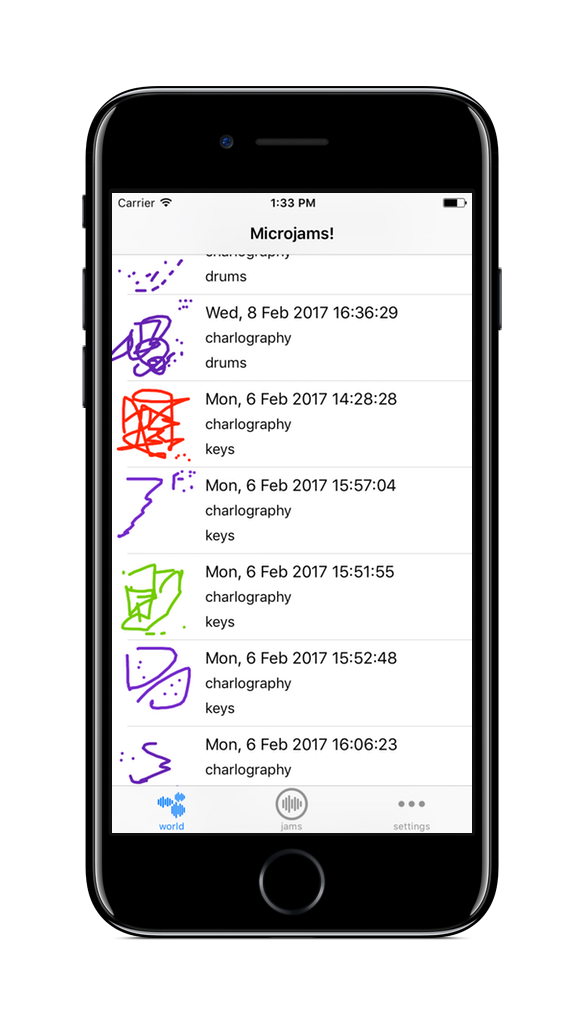 Carrier
1:33 PM
Microjams!
charlography
drums
Wed, 8 Feb 2017 16:36:29
charlography
drums
Mon, 6 Feb 2017 14:28:28
charlography
keys
Mon, 6 Feb 2017 15:57:04
charlography
keys
Mon, 6 Feb 2017 15:51:55
charlography
keys
Mon, 6 Feb 2017 15:52:48
charlography
keys
Mon, 6 Feb 2017 16:06:23
charlography
world
jams
settings